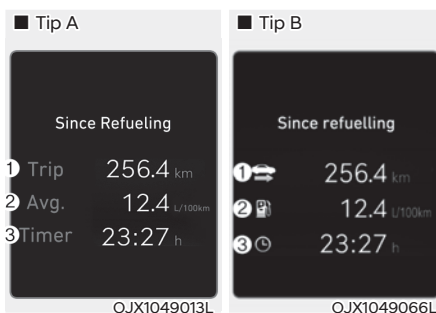 ■ Tip A
Since Refueling
1 Trip 256.4 km
2 Avg. 12.4 L/100km
3 Timer 23:27 h
OJX1049013L
■ Tip B
Since refuelling
1 256.4 km
2 12.4 L/100km
3 23:27 h
OJX1049066L